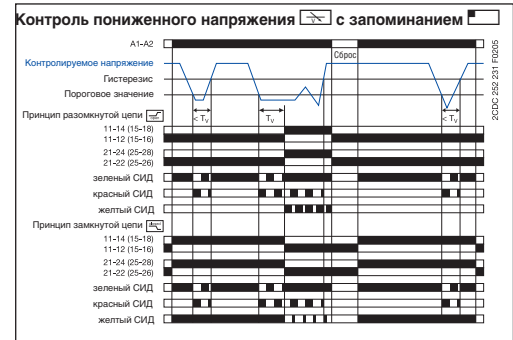 Контроль пониженного напряжения с запоминанием
A1-A2
Сброс
Контролируемое напряжение
Гистерезис
Пороговое значение
< Tv
Tv
< Tv
Принцип разомкнутой цепи
11-14 (15-18)
11-12 (15-16)
21-24 (25-28)
21-22 (25-26)
зеленый СИД
красный СИД
желтый СИД
Принцип замкнутой цепи
11-14 (15-18)
11-12 (15-16)
21-24 (25-28)
21-22 (25-26)
зеленый СИД
красный СИД
желтый СИД
2CDC 252 231 F0205